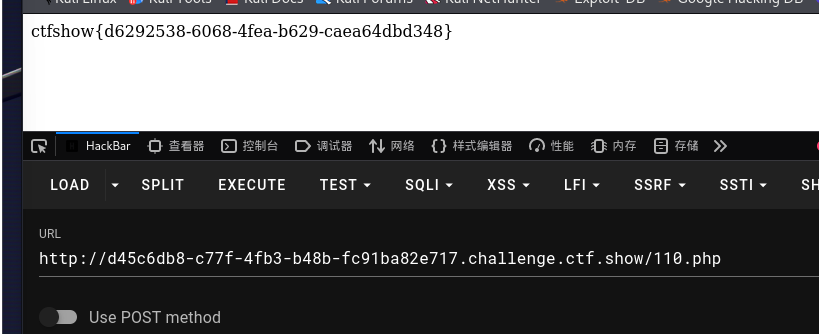 Kali Linux Kali Tools Kali Docs Kali Forums Kali NetHunter Exploit-DB Google Hacking DB
ctfshow{d6292538-6068-4fea-b629-caea64dbd348}
HackBar 查看器 控制台 调试器 网络 样式编辑器 性能 内存 存储
LOAD SPLIT EXECUTE TEST SQLI XSS LFI SSRF SSTI SH
URL
http://d45c6db8-c77f-4fb3-b48b-fc91ba82e717.challenge.ctf.show/110.php
Use POST method